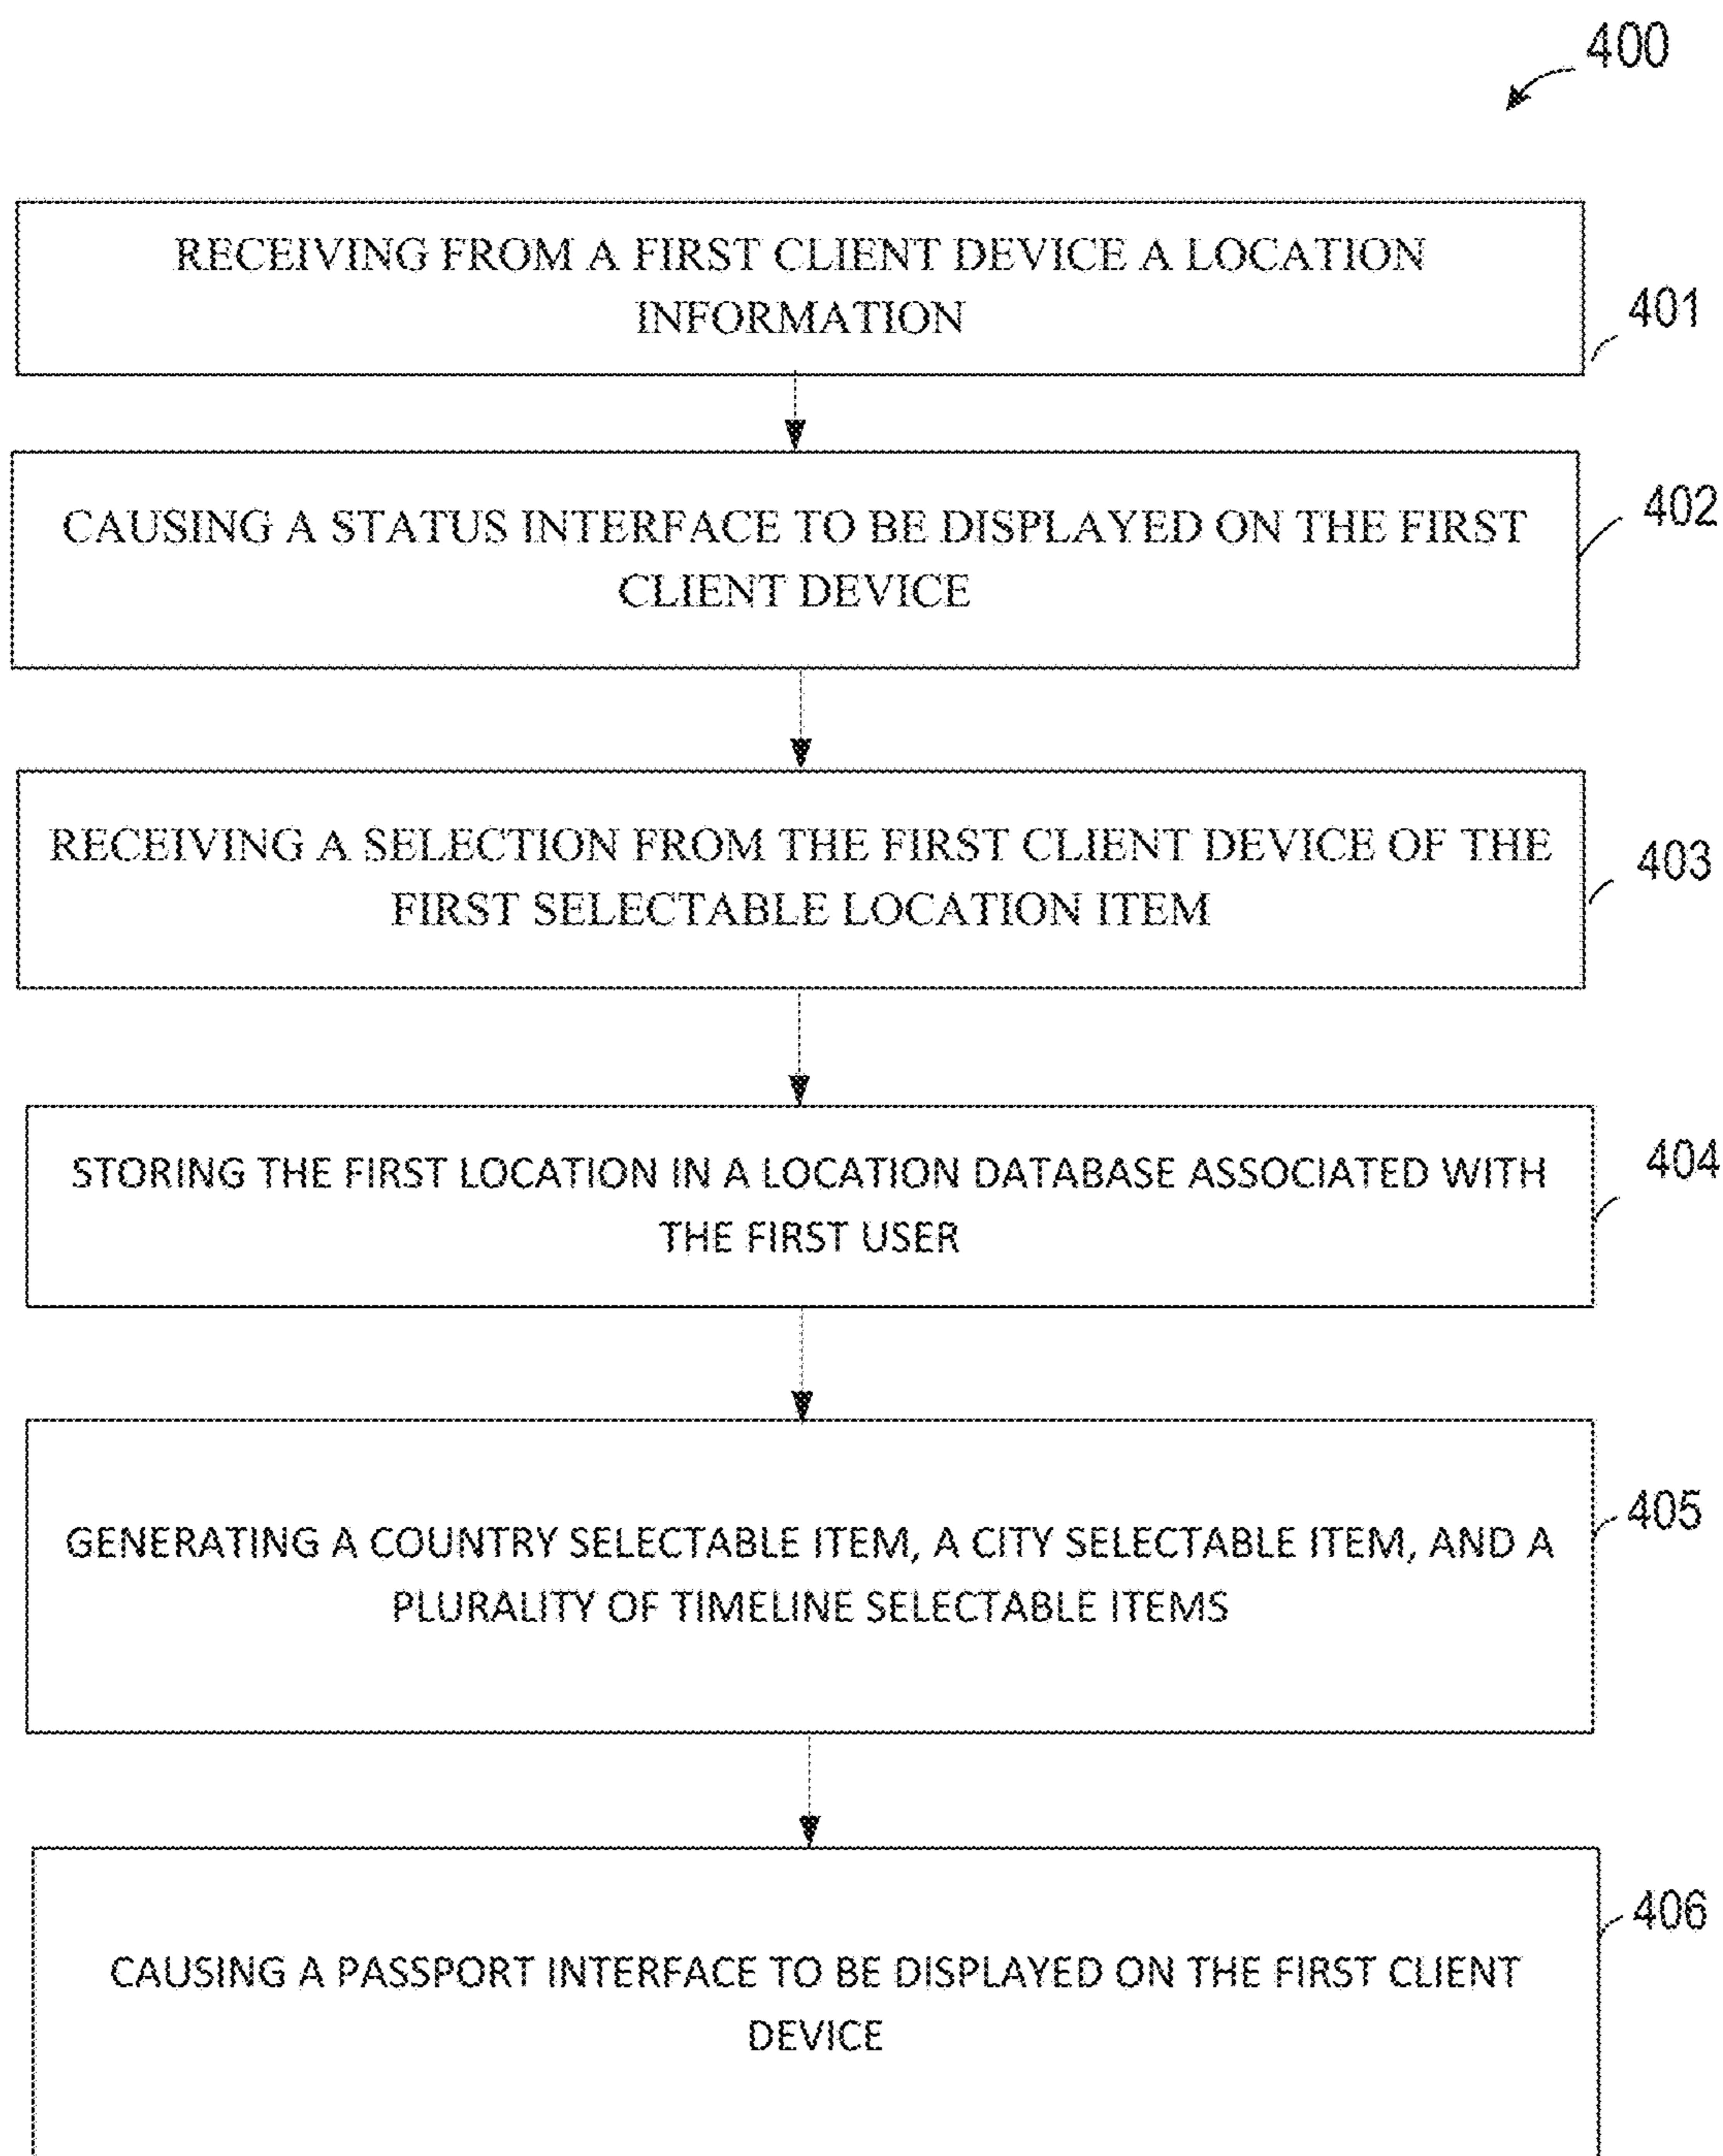 400
RECEIVING FROM A FIRST CLIENT DEVICE A LOCATION
INFORMATION
401
CAUSING A STATUS INTERFACE TO BE DISPLAYED ON THE FIRST
CLIENT DEVICE
402
RECEIVING A SELECTION FROM THE FIRST CLIENT DEVICE OF THE
FIRST SELECTABLE LOCATION ITEM
403
STORING THE FIRST LOCATION IN A LOCATION DATABASE ASSOCIATED WITH
THE FIRST USER
404
GENERATING A COUNTRY SELECTABLE ITEM, A CITY SELECTABLE ITEM, AND A
PLURALITY OF TIMELINE SELECTABLE ITEMS
405
CAUSING A PASSPORT INTERFACE TO BE DISPLAYED ON THE FIRST CLIENT
DEVICE
406